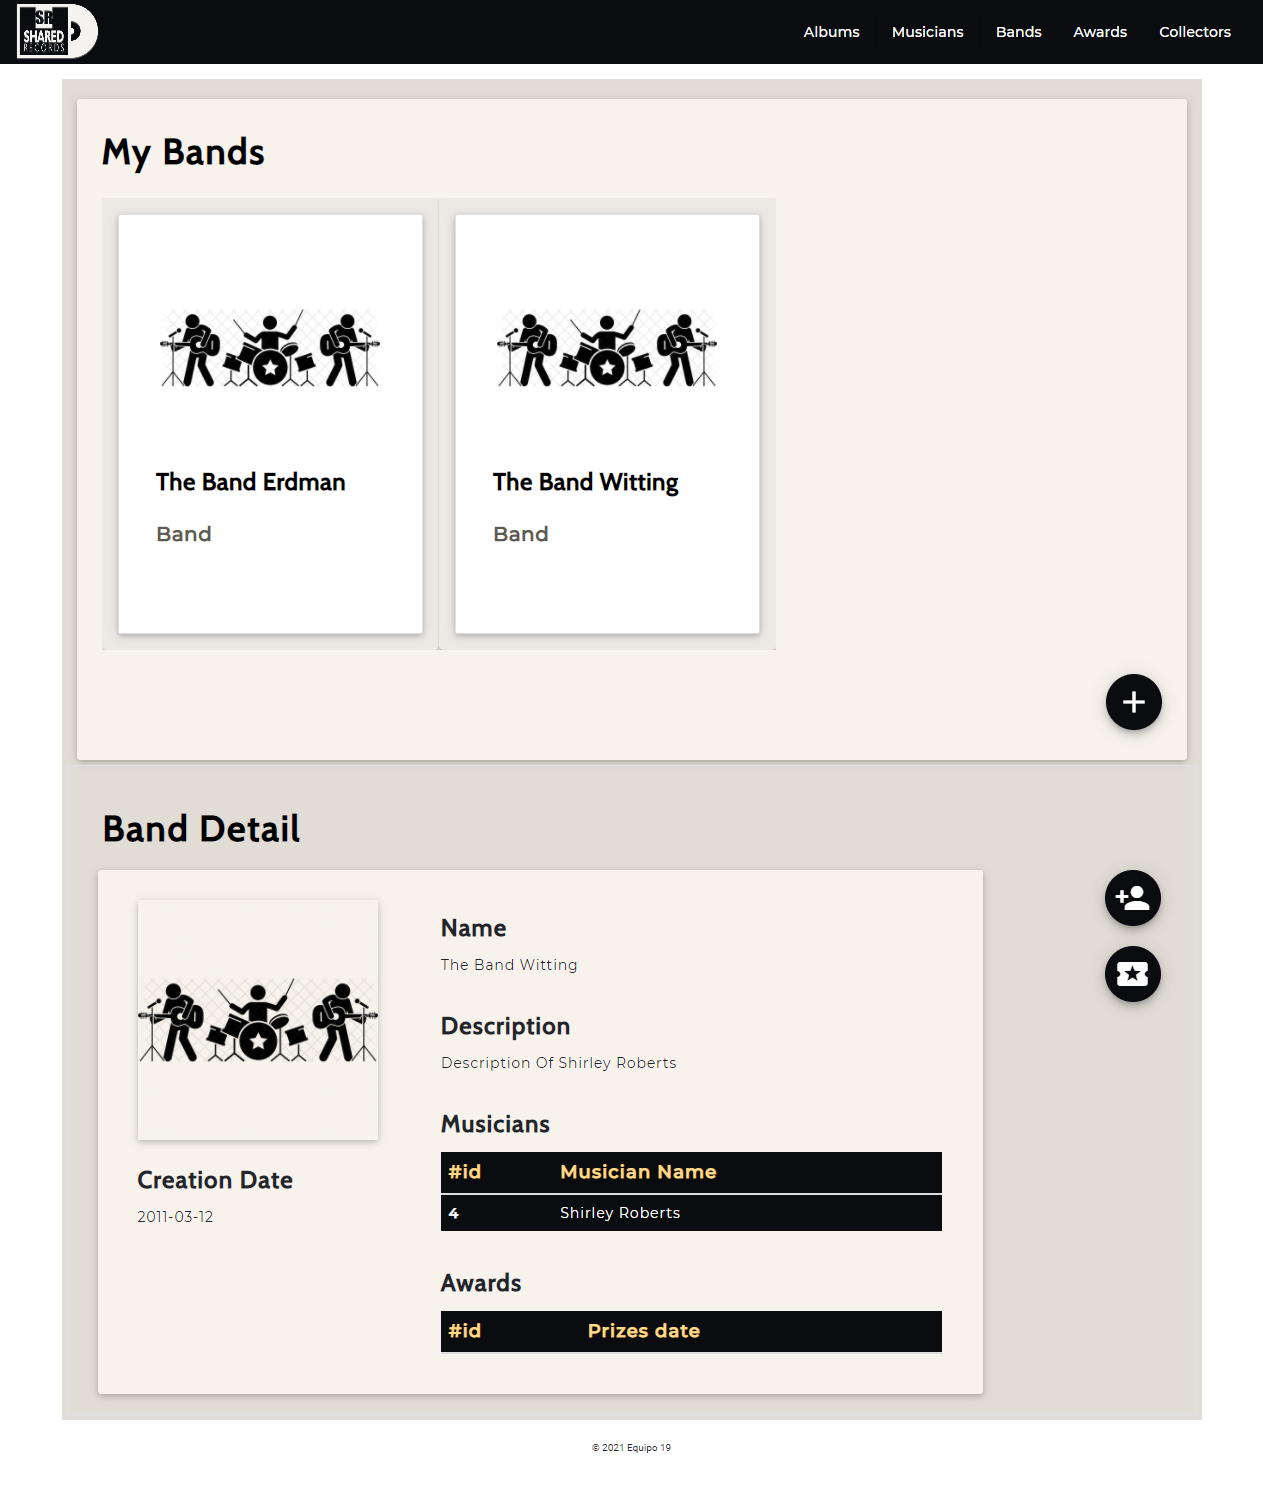 SR
SHARED
RECORDS
Albums Musicians Bands Awards Collectors
My Bands
The Band Erdman
Band
The Band Witting
Band
Band Detail
Name
The Band Witting
Description
Description Of Shirley Roberts
Musicians
#id Musician Name
4 Shirley Roberts
Awards
#id Prizes date
Creation Date
2011-03-12
© 2021 Equipo 19